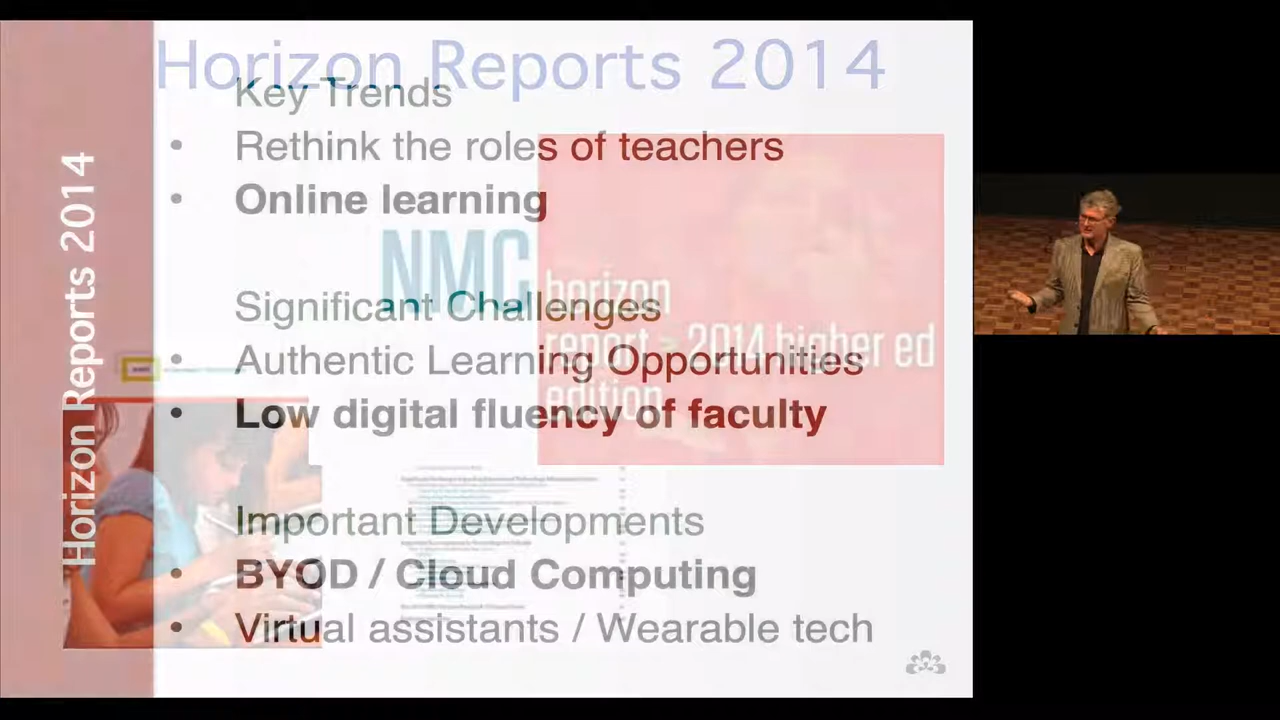 Horizon Reports 2014
Key Trends
• Rethink the roles of teachers
• Online learning
NMC
horizon
report > 2014 higher ed
edition
Significant Challenges
• Authentic Learning Opportunities
• Low digital fluency of faculty
Important Developments
• BYOD / Cloud Computing
• Virtual assistants / Wearable tech
Horizon Reports 2014